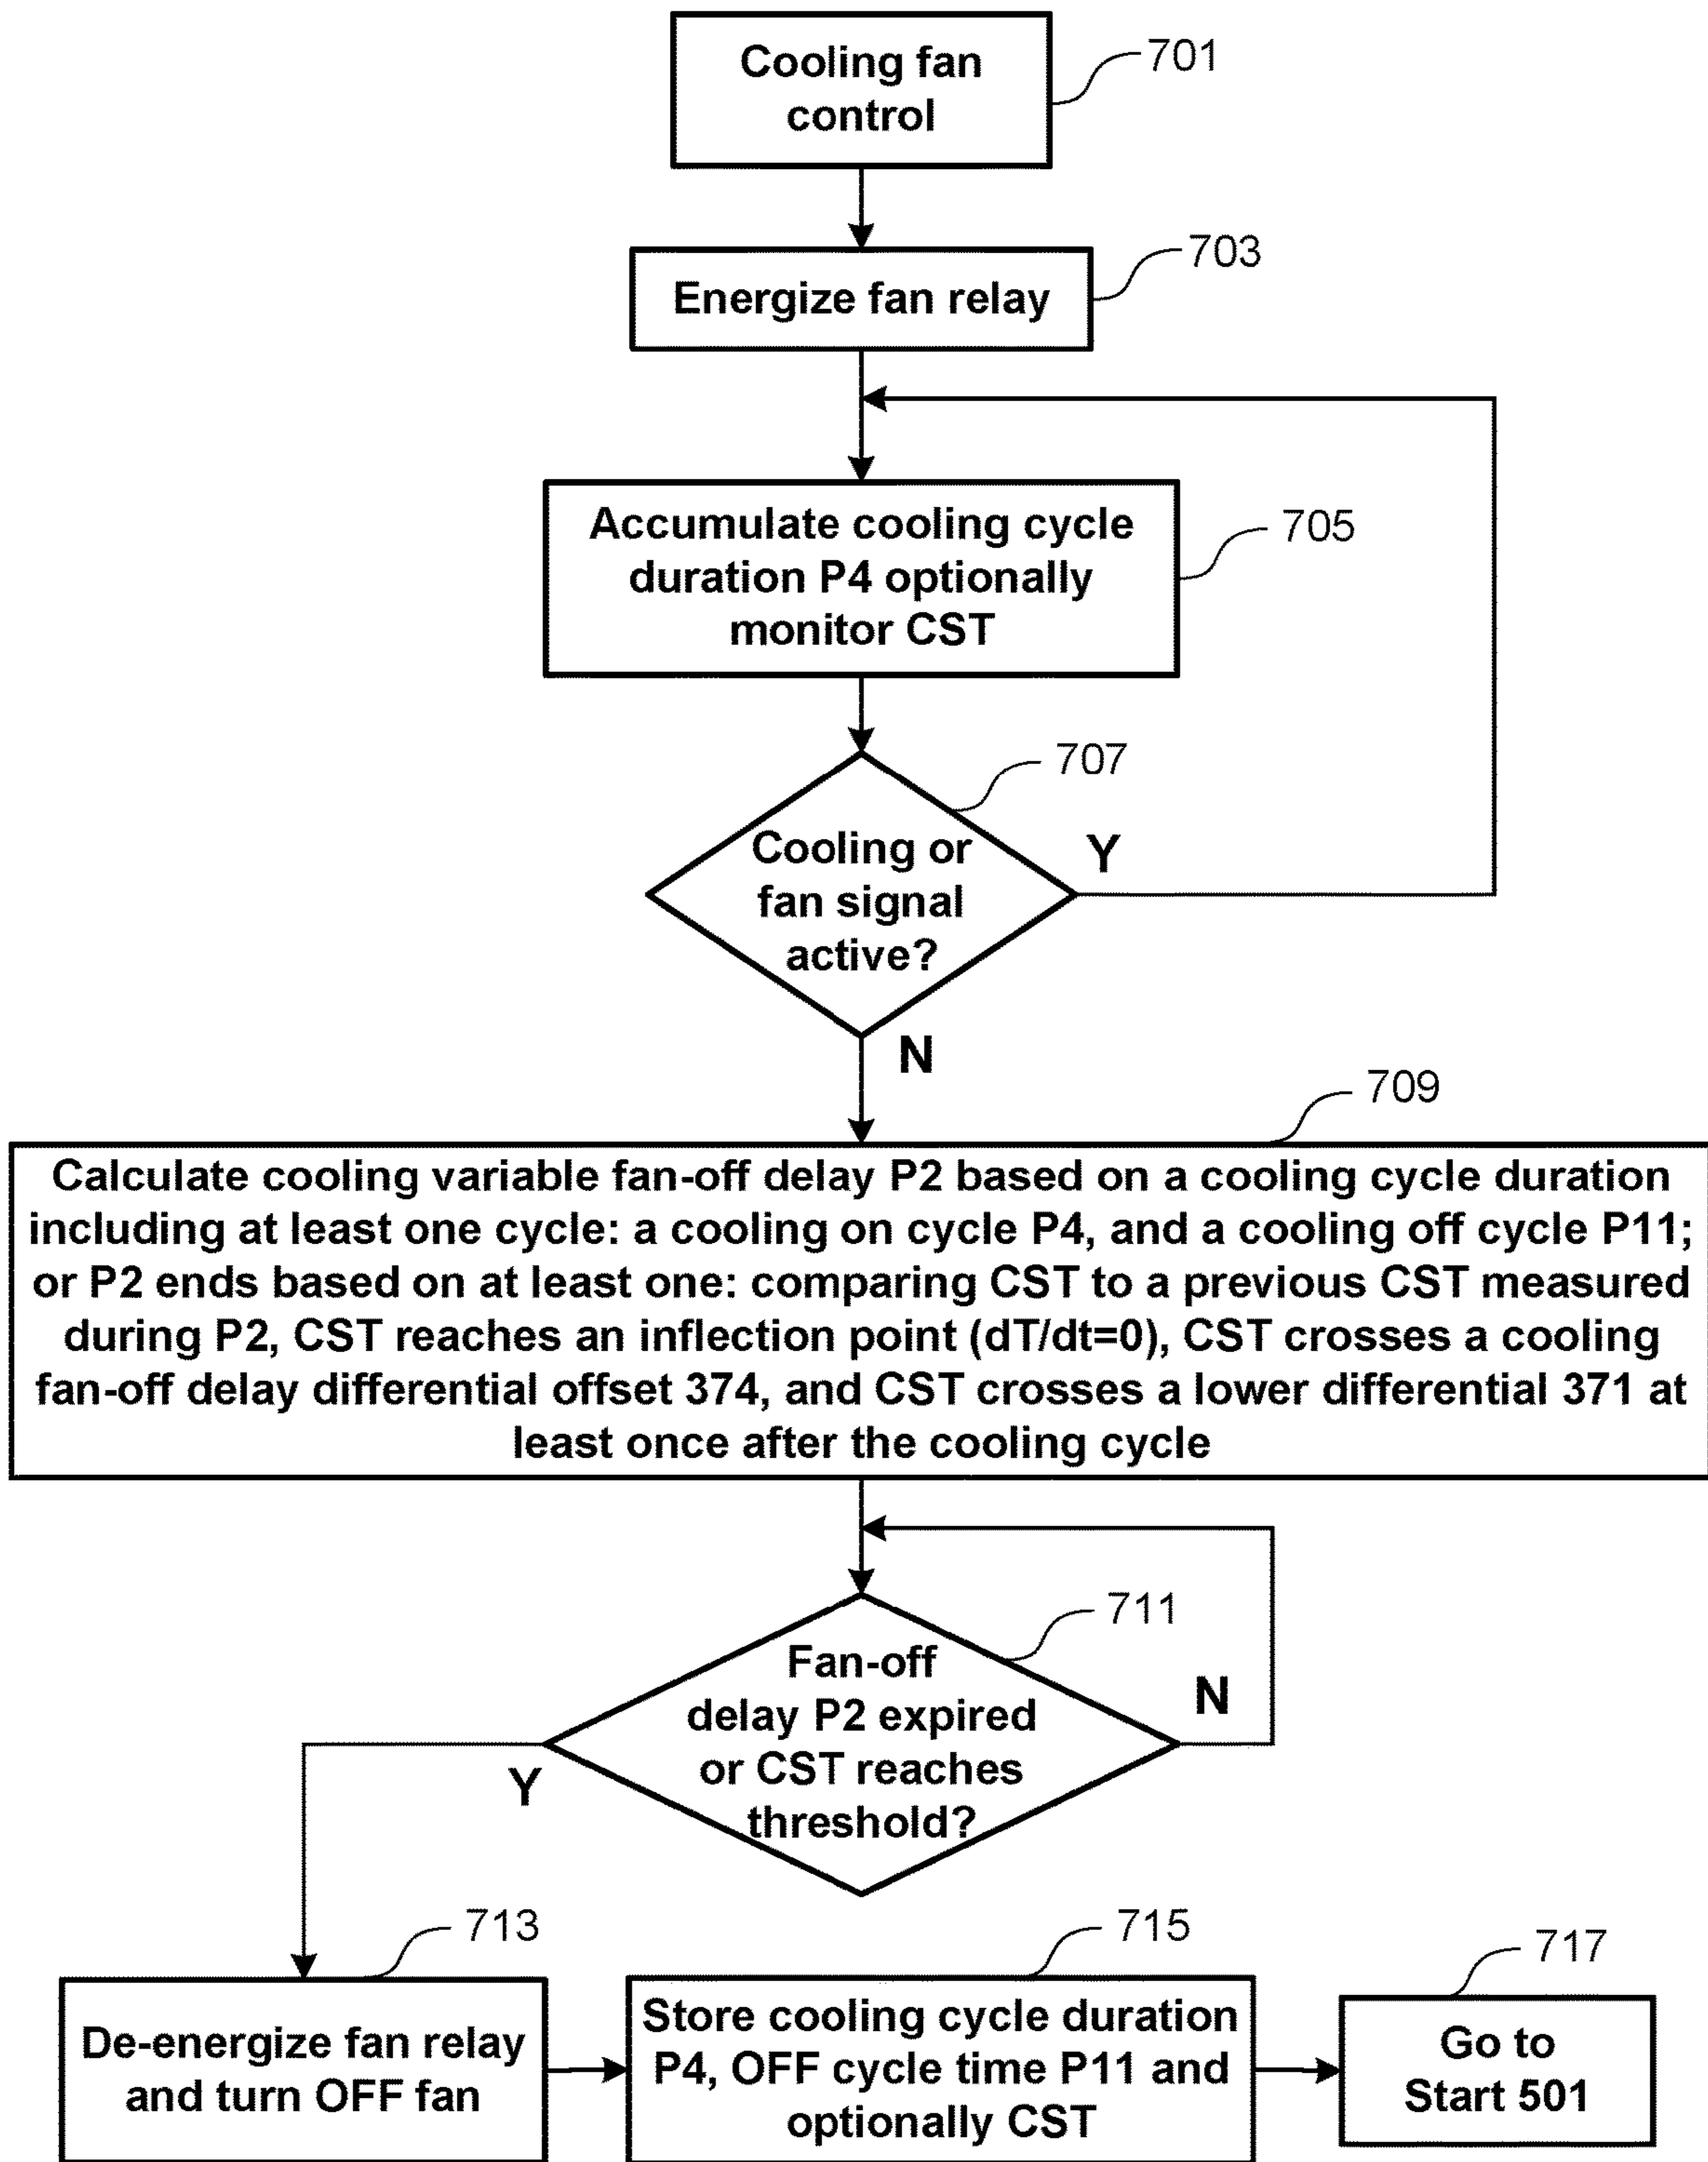 Cooling fan
control
701
703
Energize fan relay
Accumulate cooling cycle
duration P4 optionally
monitor CST
705
707
Cooling or
fan signal
active?
Y
N
709
Calculate cooling variable fan-off delay P2 based on a cooling cycle duration
including at least one cycle: a cooling on cycle P4, and a cooling off cycle P11;
or P2 ends based on at least one: comparing CST to a previous CST measured
during P2, CST reaches an inflection point (dT/dt=0), CST crosses a cooling
fan-off delay differential offset 374, and CST crosses a lower differential 371 at
least once after the cooling cycle
711
Fan-off
delay P2 expired
or CST reaches
threshold?
N
Y
713
De-energize fan relay
and turn OFF fan
715
Store cooling cycle duration
P4, OFF cycle time P11 and
optionally CST
717
Go to
Start 501